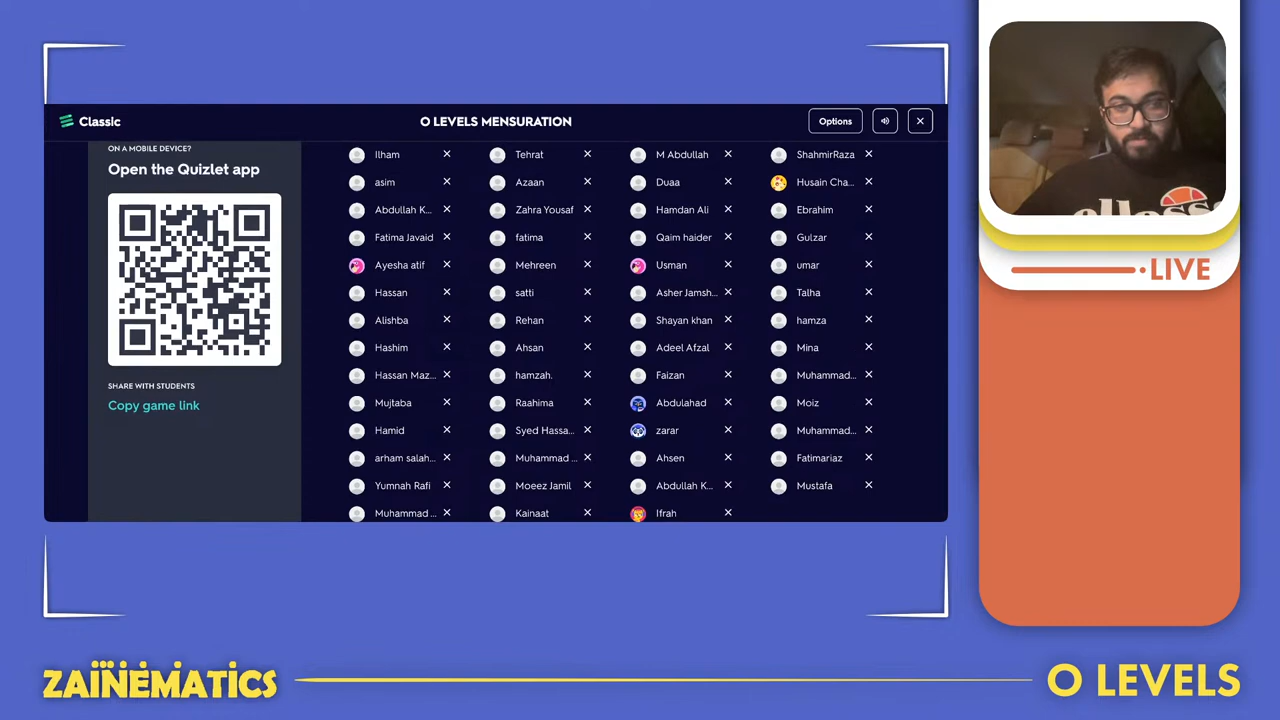 Classic
O LEVELS MENSURATION
Options
ON A MOBILE DEVICE?
Open the Quizlet app
SHARE WITH STUDENTS
Copy game link
Ilham Tehrat M Abdullah ShahmirRaza
asim Azaan Duaa Husain Cha...
Abdullah K... Zahra Yousaf Hamdan Ali Ebrahim
Fatima Javaid fatima Qaim haider Gulzar
Ayesha atif Mehreen Usman umar
Hassan satti Asher Jamsh... Talha
Alishba Rehan Shayan khan hamza
Hashim Ahsan Adeel Afzal Mina
Hassan Maz... hamzah. Faizan Muhammad...
Mujtaba Raahima Abdulahad Moiz
Hamid Syed Hassa... zarar Muhammad...
arham salah... Muhammad ... Ahsen Fatimariaz
Yumnah Rafi Moeez Jamil Abdullah K... Mustafa
Muhammad ... Kainaat Ifrah
ellesse
LIVE
ZAINEMATICS
O LEVELS